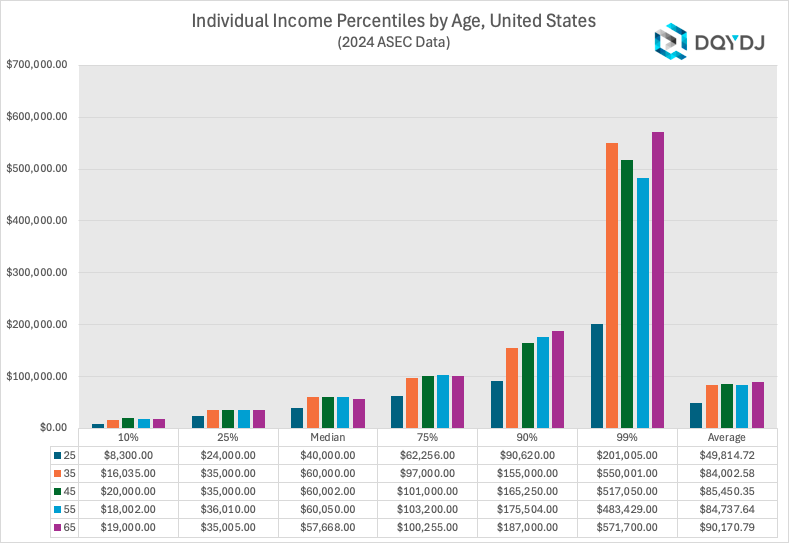 Individual Income Percentiles by Age, United States
(2024 ASEC Data)
DQYDJ
$700,000.00
$600,000.00
$500,000.00
$400,000.00
$300,000.00
$200,000.00
$100,000.00
$0.00
10% 25% Median 75% 90% 99% Average
25 $8,300.00 $24,000.00 $40,000.00 $62,256.00 $90,620.00 $201,005.00 $49,814.72
35 $16,035.00 $35,000.00 $60,000.00 $97,000.00 $155,000.00 $550,001.00 $84,002.58
45 $20,000.00 $35,000.00 $60,002.00 $101,000.00 $165,250.00 $517,050.00 $85,450.35
55 $18,002.00 $36,010.00 $60,050.00 $103,200.00 $175,504.00 $483,429.00 $84,737.64
65 $19,000.00 $35,005.00 $57,668.00 $100,255.00 $187,000.00 $571,700.00 $90,170.79